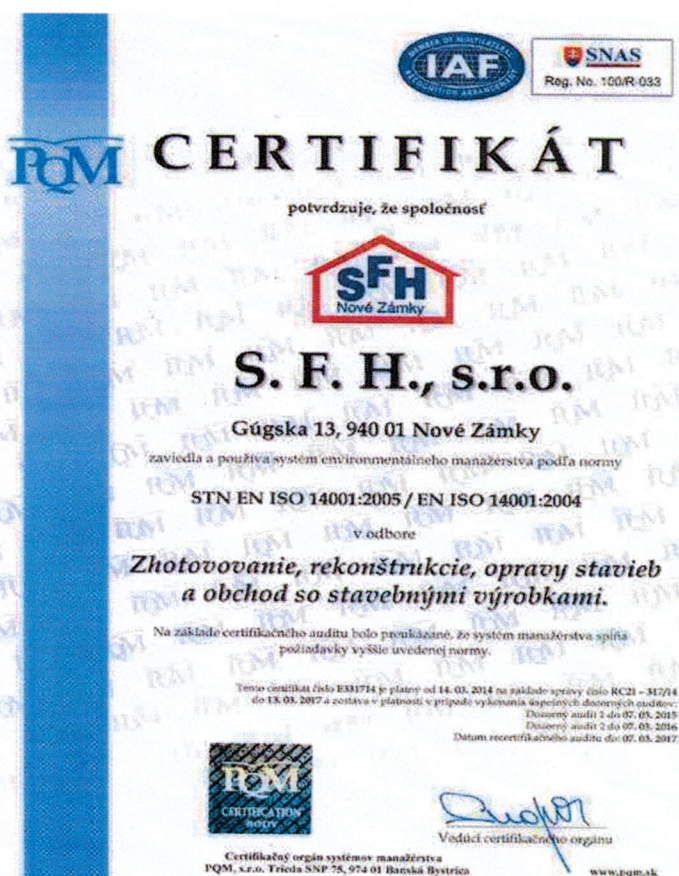 MEMBER OF MULTILATERAL
IAF
RECOGNITION ARRANGEMENT
SNAS
Reg. No. 100/R-033
PQM
CERTIFIKÁT
potvrdzuje, že spoločnosť
SFH
Nové Zámky
S. F. H., s.r.o.
Gúgska 13, 940 01 Nové Zámky
zaviedla a používa systém environmentálneho manažérstva podľa normy
STN EN ISO 14001:2005 / EN ISO 14001:2004
v odbore
Zhotovovanie, rekonštrukcie, opravy stavieb
a obchod so stavebnými výrobkami.
Na základe certifikačného auditu bolo preukázané, že systém manažérstva spĺňa
požiadavky vyššie uvedenej normy.
Tento certifikát číslo E331714 je platný od 14. 03. 2014 na základe správy číslo RC21 – 317/14
do 13. 03. 2017 a zostáva v platnosti v prípade vykonania úspešných dozorných auditov:
Dozorný audit 1 do 07. 03. 2015
Dozorný audit 2 do 07. 03. 2016
Dátum recertifikačného auditu do: 07. 03. 2017
PQM
CERTIFICATION
BODY
Vedúci certifikačného orgánu
Certifikačný orgán systémov manažérstva
PQM, s.r.o. Trieda SNP 75, 974 01 Banská Bystrica
www.pqm.sk